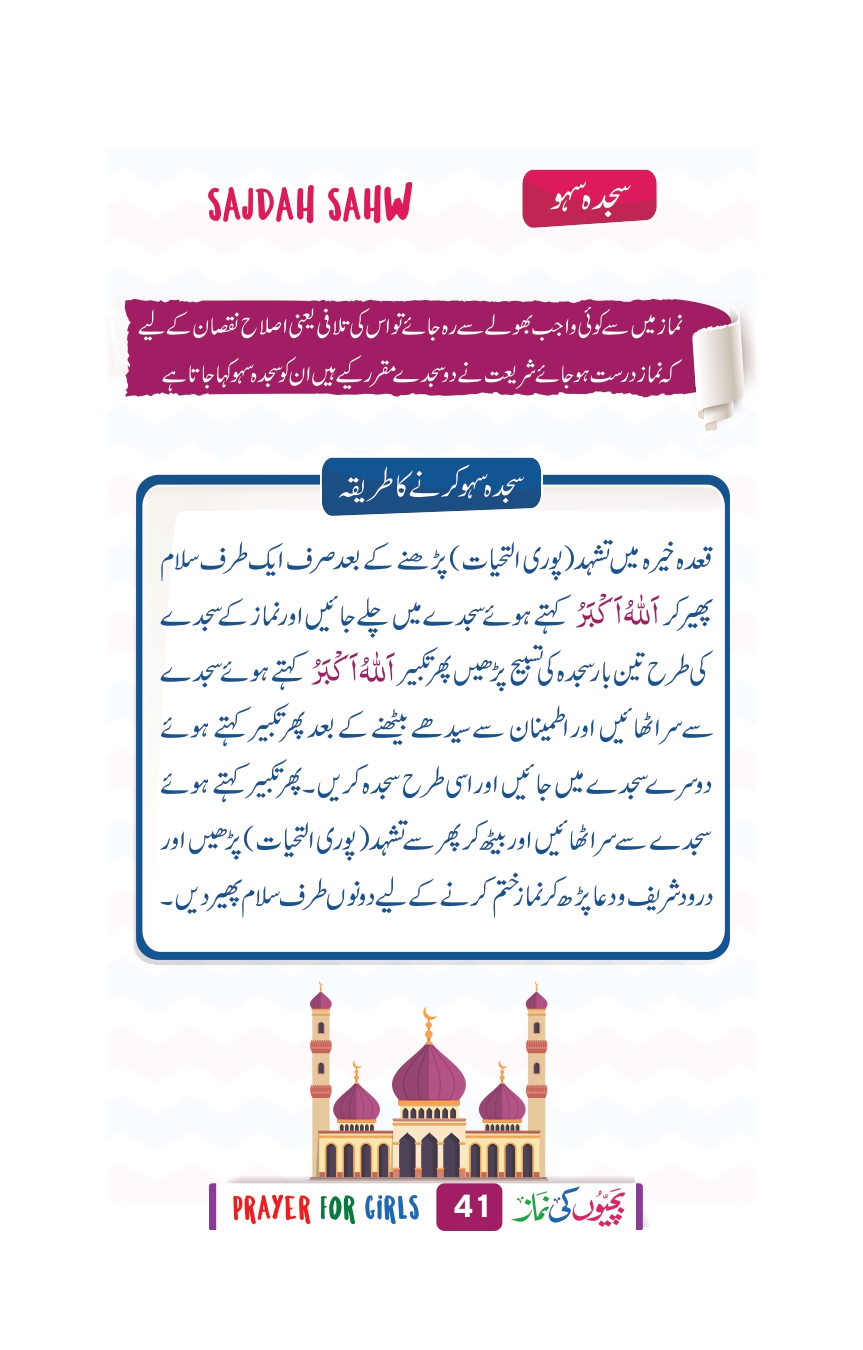 SAJDAH SAHW
سجدہ سہو
نماز میں سے کوئی واجب بھولے سے رہ جائے تو اس کی تلافی یعنی اصلاح نقصان کے لیے
کہ نماز درست ہو جائے شریعت نے دو سجدے مقرر کیے ہیں ان کو سجدہ سہو کہا جاتا ہے
سجدہ سہو کرنے کا طریقہ
قعدہ خیرہ میں تشہد (پوری التحیات) پڑھنے کے بعد صرف ایک طرف سلام
پھیر کر اَللّٰہُ اَکْبَرُ کہتے ہوئے سجدے میں چلے جائیں اور نماز کے سجدے
کی طرح تین بار سجدہ کی تسبیح پڑھیں پھر تکبیر اَللّٰہُ اَکْبَرُ کہتے ہوئے سجدے
سے سر اٹھائیں اور اطمینان سے سیدھے بیٹھنے کے بعد پھر تکبیر کہتے ہوئے
دوسرے سجدے میں جائیں اور اسی طرح سجدہ کریں۔ پھر تکبیر کہتے ہوئے
سجدے سے سر اٹھائیں اور بیٹھ کر پھر سے تشہد (پوری التحیات) پڑھیں اور
درود شریف و دعا پڑھ کر نماز ختم کرنے کے لیے دونوں طرف سلام پھیر دیں۔
PRAYER FOR GIRLS 41 بچیّوں کی نماز